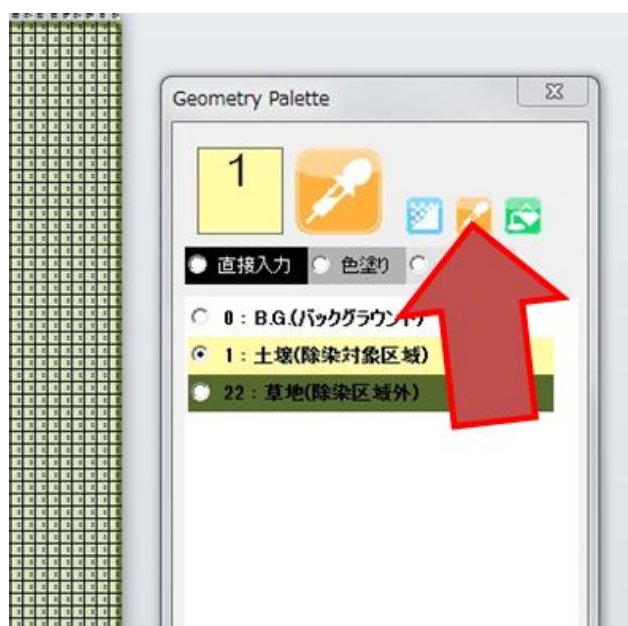 Geometry Palette
1
直接入力 色塗り
0 : B.G.(バックグラウンド)
1 : 土壌(除染対象区域)
22 : 草地(除染区域外)